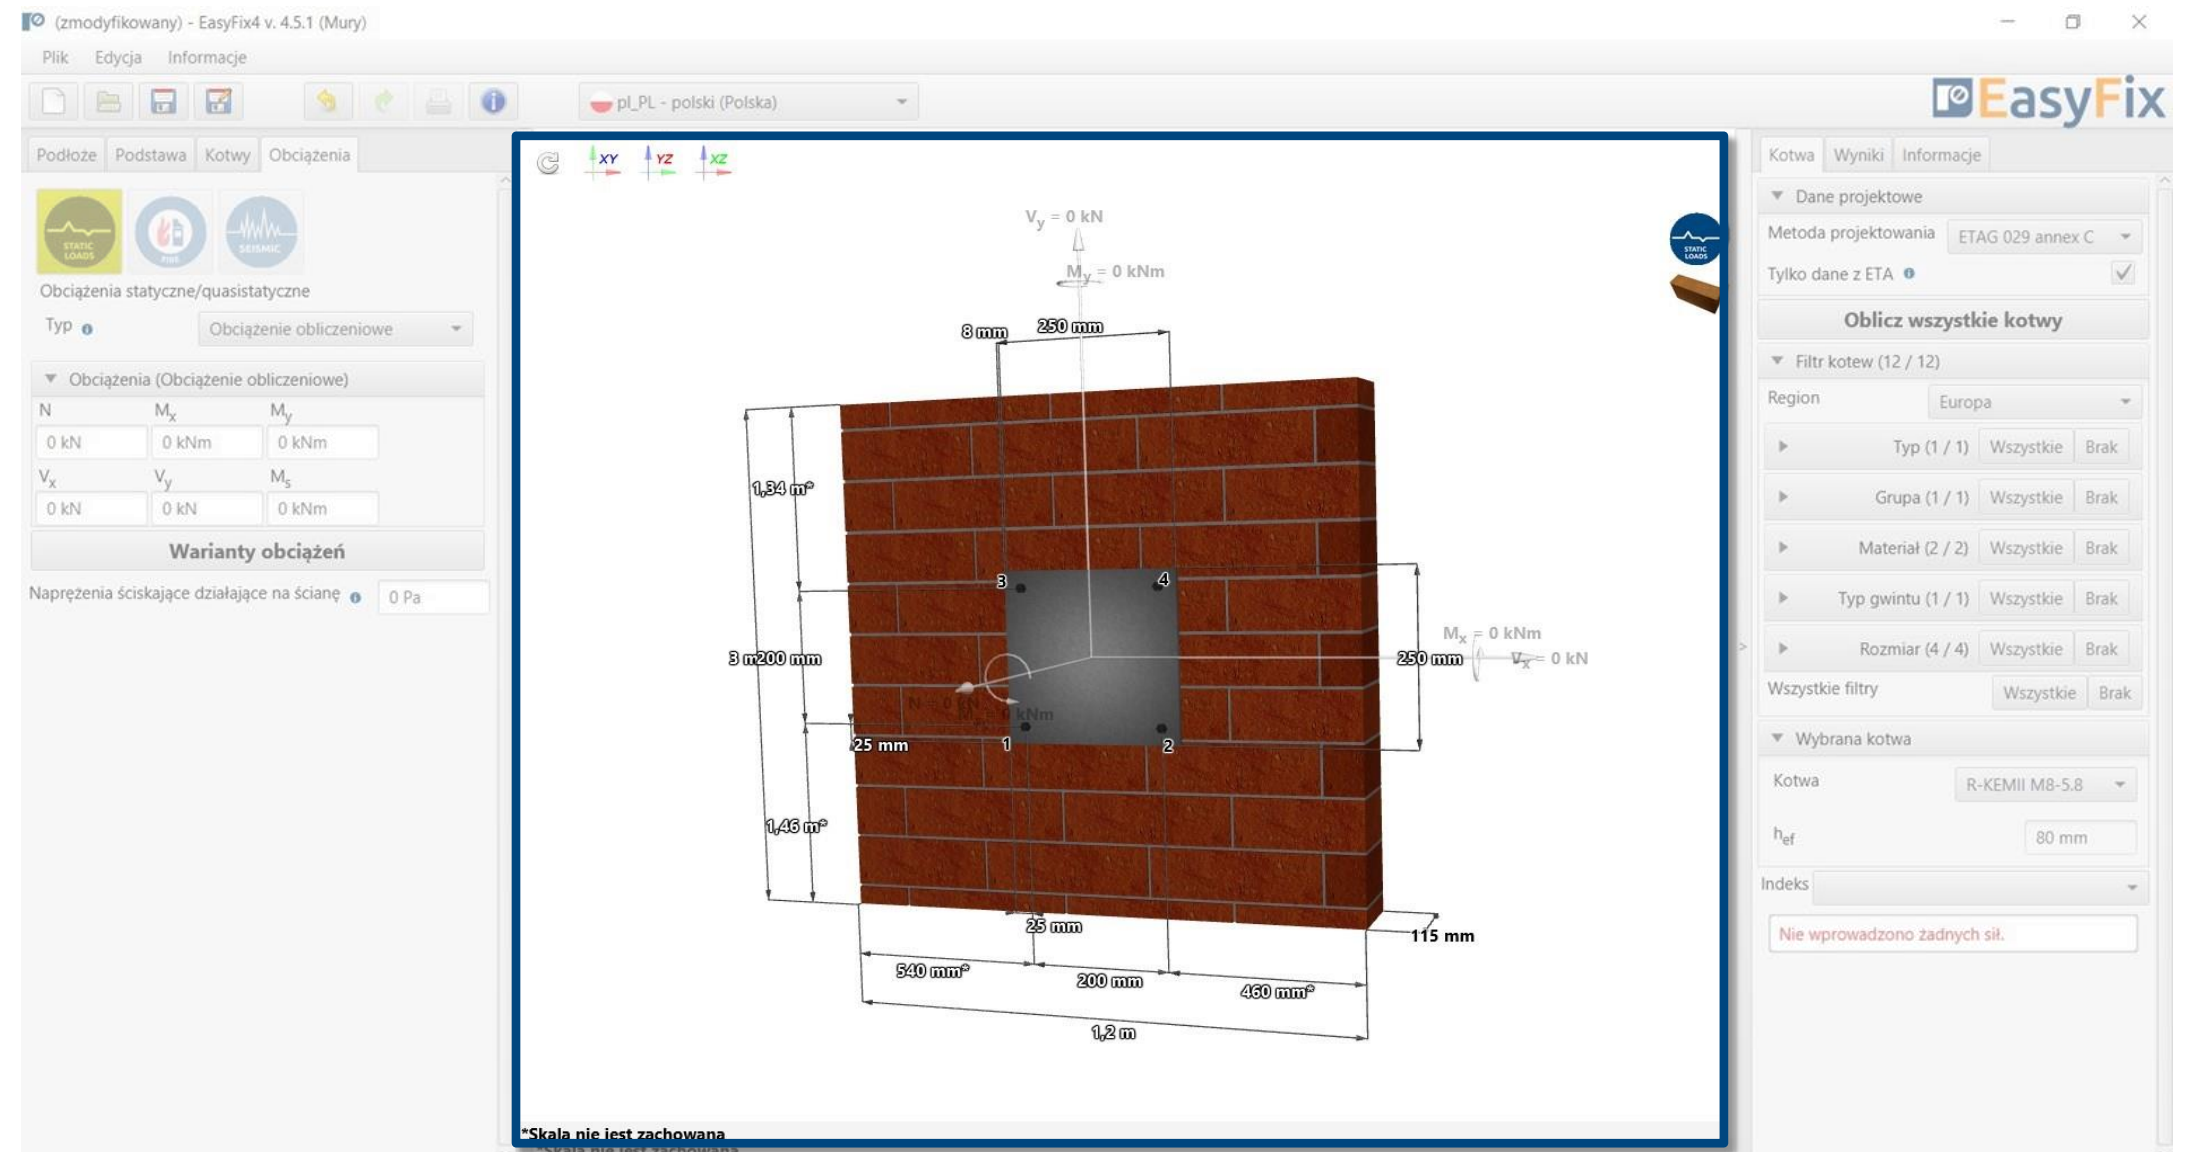 (zmodyfikowany) - EasyFix4 v. 4.5.1 (Mury)
Plik Edycja Informacje
pl_PL - polski (Polska)
EasyFix
Podłoże Podstawa Kotwy Obciążenia
STATIC LOADS
FIRE
SEISMIC
Obciążenia statyczne/quasistatyczne
Typ Obciążenie obliczeniowe
Obciążenia (Obciążenie obliczeniowe)
N Mx My
0 kN 0 kNm 0 kNm
Vx Vy Ms
0 kN 0 kN 0 kNm
Warianty obciążeń
Naprężenia ściskające działające na ścianę 0 Pa
XY YZ XZ
Vy = 0 kN
My = 0 kNm
STATIC LOADS
8 mm 250 mm
1,34 m*
3 4
Mx = 0 kNm
3 m 200 mm
250 mm
Vx = 0 kN
N = 0 kN
kNm
25 mm
1 2
1,46 m*
25 mm
115 mm
540 mm*
200 mm
460 mm*
1,2 m
*Skala nie jest zachowana
*Skala nie jest zachowana
Kotwa Wyniki Informacje
Dane projektowe
Metoda projektowania ETAG 029 annex C
Tylko dane z ETA
Oblicz wszystkie kotwy
Filtr kotew (12 / 12)
Region Europa
Typ (1 / 1) Wszystkie Brak
Grupa (1 / 1) Wszystkie Brak
Materiał (2 / 2) Wszystkie Brak
Typ gwintu (1 / 1) Wszystkie Brak
Rozmiar (4 / 4) Wszystkie Brak
Wszystkie filtry Wszystkie Brak
Wybrana kotwa
Kotwa R-KEMII M8-5.8
hef 80 mm
Indeks
Nie wprowadzono żadnych sił.